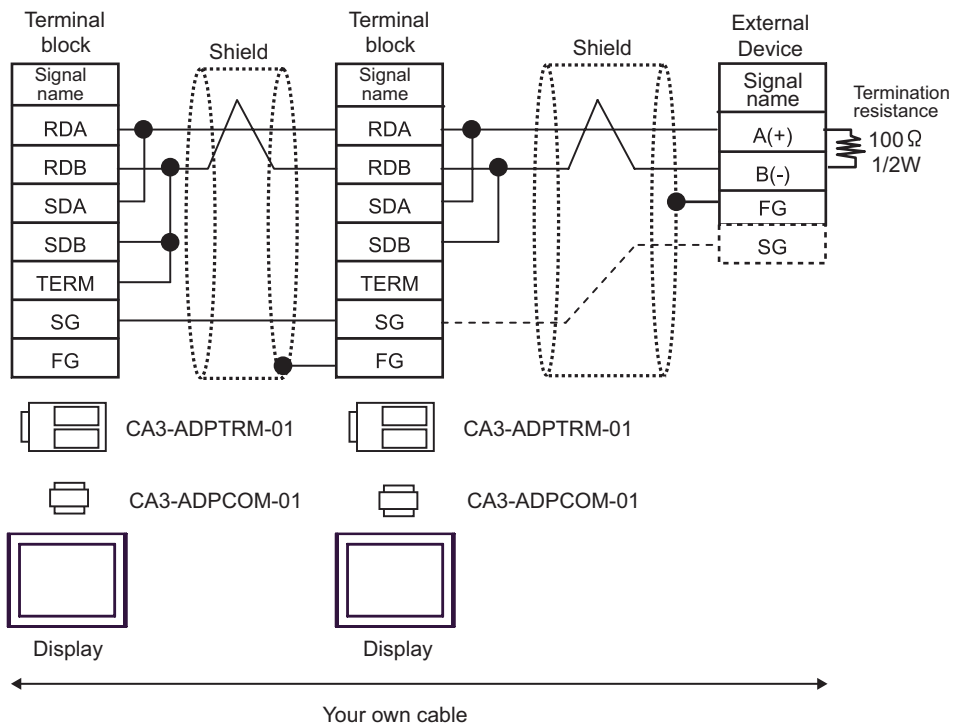 Terminal
block
Shield
Terminal
block
Shield
External
Device
Signal
name
RDA
RDB
SDA
SDB
TERM
SG
FG
Signal
name
RDA
RDB
SDA
SDB
TERM
SG
FG
Signal
name
A(+)
B(-)
FG
SG
Termination
resistance
100Ω
1/2W
CA3-ADPTRM-01
CA3-ADPTRM-01
CA3-ADPCOM-01
CA3-ADPCOM-01
Display
Display
Your own cable